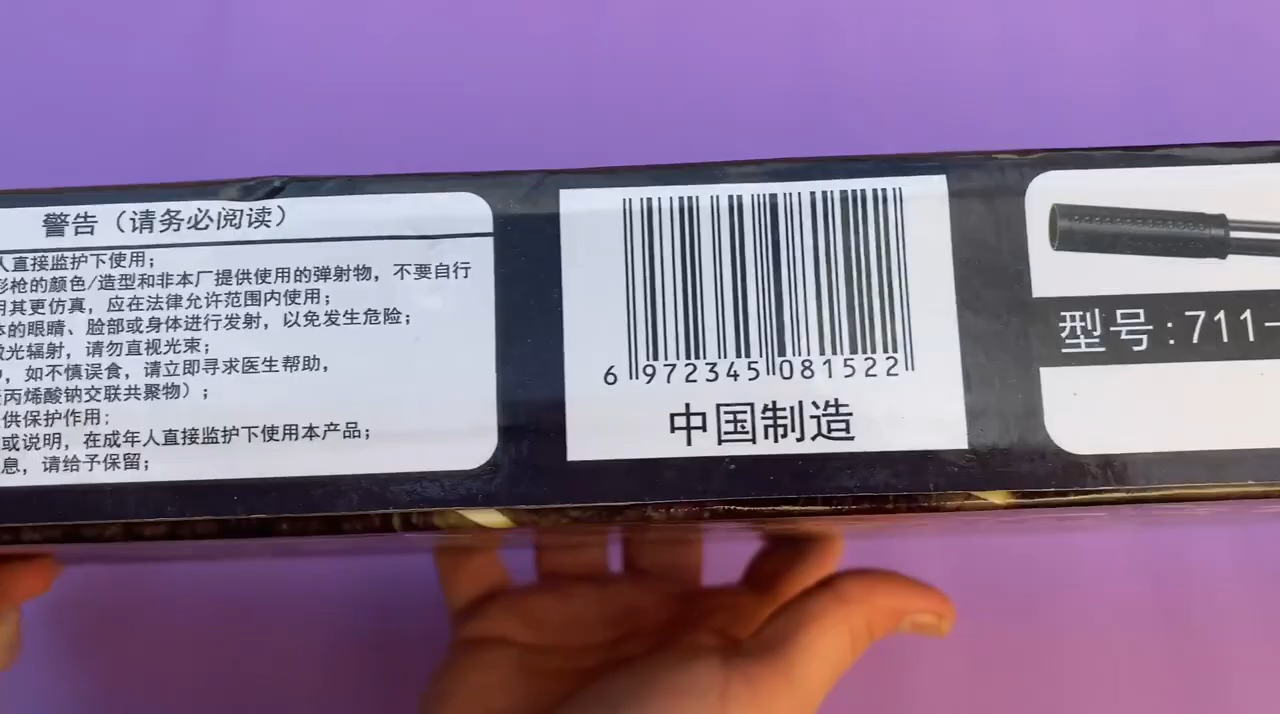 警告（请务必阅读）
人直接监护下使用；
形枪的颜色/造型和非本厂提供使用的弹射物，不要自行
用其更仿真，应在法律允许范围内使用；
体的眼睛、脸部或身体进行发射，以免发生危险；
激光辐射，请勿直视光束；
，如不慎误食，请立即寻求医生帮助，
丙烯酸钠交联共聚物）；
供保护作用；
或说明，在成年人直接监护下使用本产品；
息，请给予保留；
6 972345 081522
中国制造
型号:711-